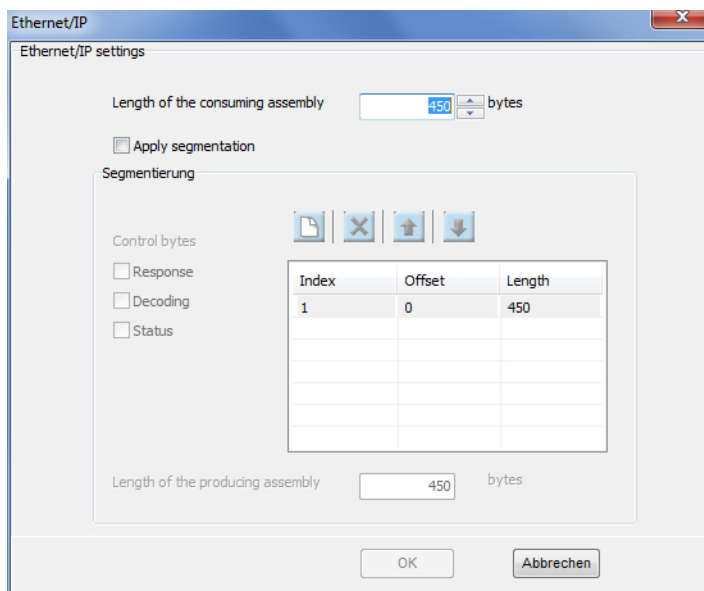 Ethernet/IP
Ethernet/IP settings
Length of the consuming assembly 450 bytes
Apply segmentation
Segmentierung
Control bytes
Response
Decoding
Status
Index Offset Length
1 0 450
Length of the producing assembly 450 bytes
OK Abbrechen